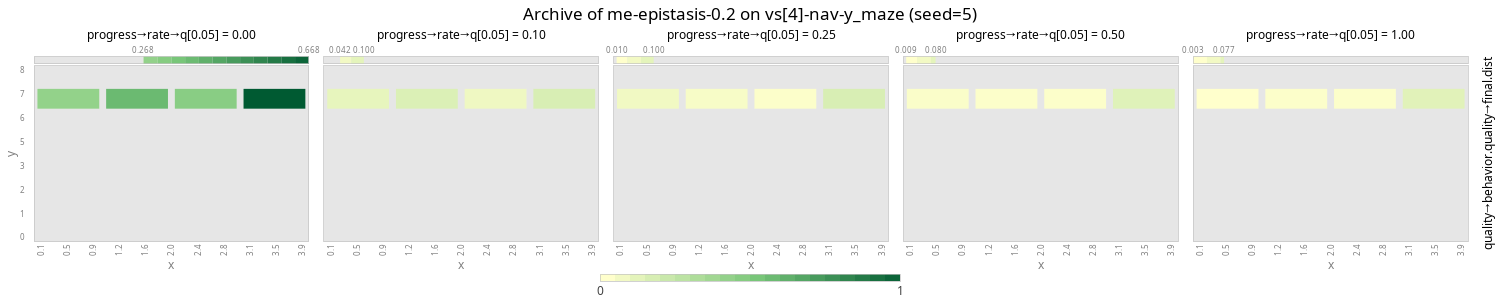 Archive of me-epistasis-0.2 on vs[4]-nav-y_maze (seed=5)
progress→rate→q[0.05] = 0.00
progress→rate→q[0.05] = 0.10
progress→rate→q[0.05] = 0.25
progress→rate→q[0.05] = 0.50
progress→rate→q[0.05] = 1.00
0.268 0.668
0.042 0.100
0.010 0.100
0.009 0.080
0.003 0.077
8
7
6
5
3
2
1
0
y
quality→behavior.quality→final.dist
0.1 0.5 0.9 1.2 1.6 2.0 2.4 2.8 3.1 3.5 3.9
0.1 0.5 0.9 1.2 1.6 2.0 2.4 2.8 3.1 3.5 3.9
0.1 0.5 0.9 1.2 1.6 2.0 2.4 2.8 3.1 3.5 3.9
0.1 0.5 0.9 1.2 1.6 2.0 2.4 2.8 3.1 3.5 3.9
0.1 0.5 0.9 1.2 1.6 2.0 2.4 2.8 3.1 3.5 3.9
x
x
x
x
x
0 1